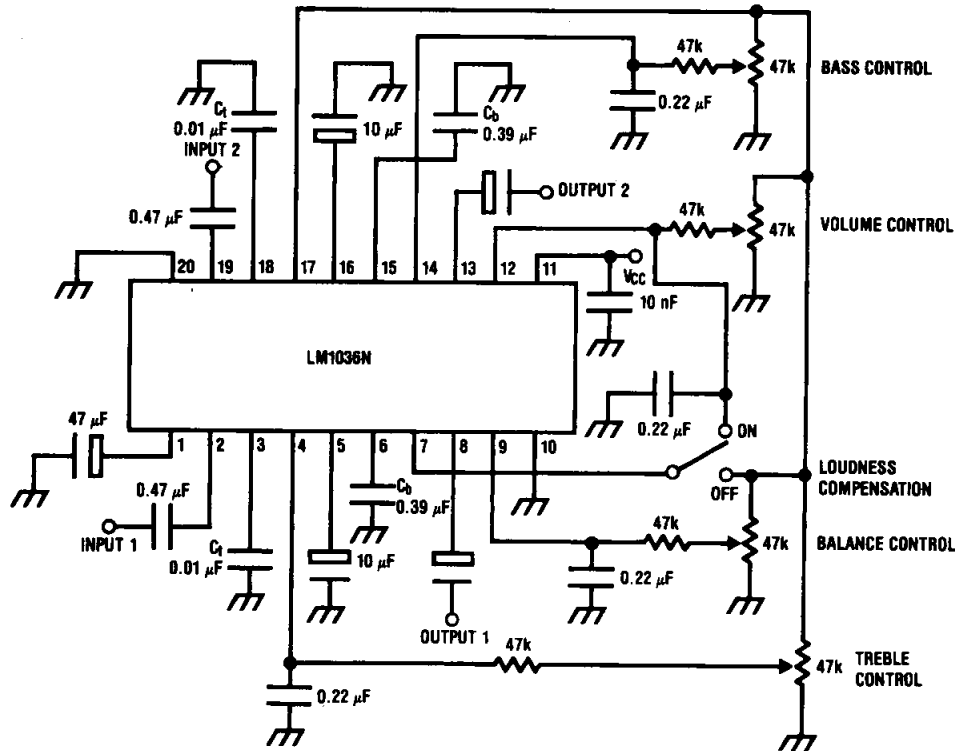 47k
47k
BASS CONTROL
0.22 µF
Ct
0.01 µF
10 µF
Cb
0.39 µF
INPUT 2
0.47 µF
OUTPUT 2
47k
47k
VOLUME CONTROL
20 19 18 17 16 15 14 13 12 11
VCC
10 nF
LM1036N
47 µF
0.22 µF
1 2 3 4 5 6 7 8 9 10
ON
OFF
LOUDNESS
COMPENSATION
Cb
0.39 µF
0.47 µF
INPUT 1
Ct
0.01 µF
10 µF
47k
47k
BALANCE CONTROL
0.22 µF
OUTPUT 1
47k
47k
TREBLE
CONTROL
0.22 µF